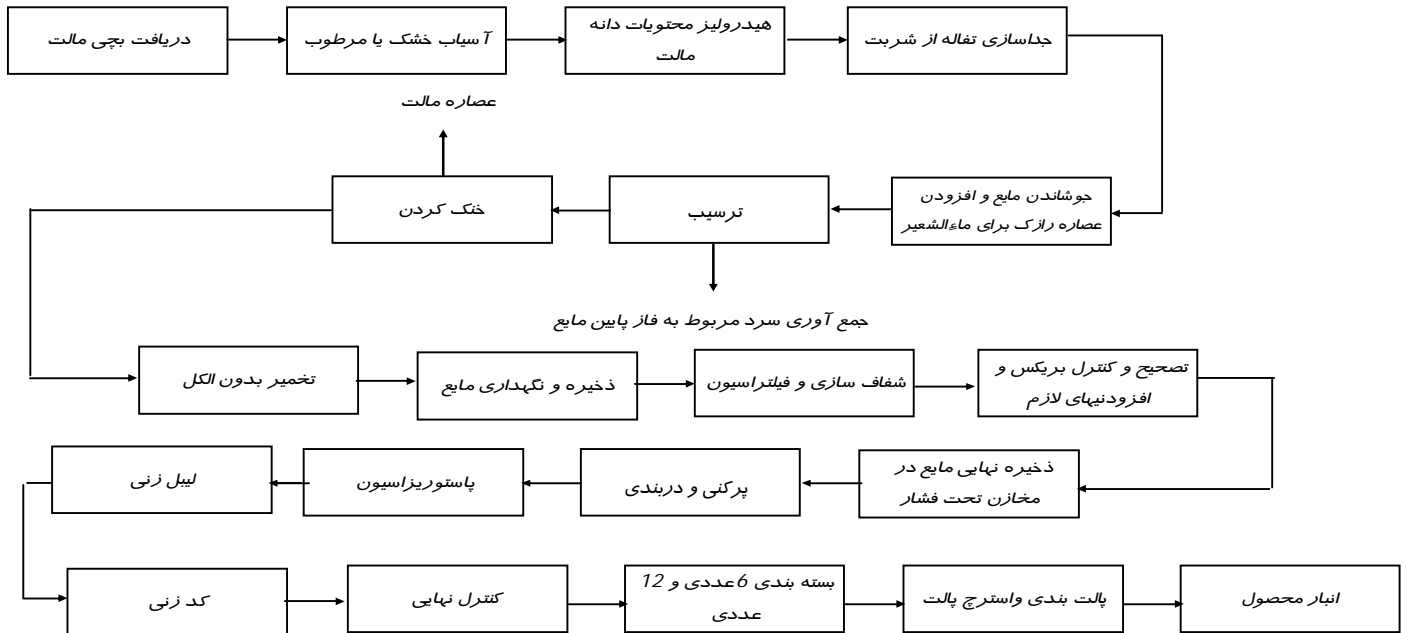 دریافت بچی مالت
آسیاب خشک یا مرطوب
هیدرولیز محتویات دانه
مالت
جداسازی تفاله از شربت
عصاره مالت
جوشاندن مایع و افزودن
عصاره رازک برای ماءالشعیر
ترسیب
خنک کردن
جمع آوری سرد مربوط به فاز پایین مایع
تخمیر بدون الکل
ذخیره و نگهداری مایع
شفاف سازی و فیلتراسیون
تصحیح و کنترل بریکس و
افزودنیهای لازم
ذخیره نهایی مایع در
مخازن تحت فشار
پرکنی و دربندی
پاستوریزاسیون
لیبل زنی
کد زنی
کنترل نهایی
بسته بندی 6عددی و 12
عددی
پالت بندی واسترچ پالت
انبار محصول